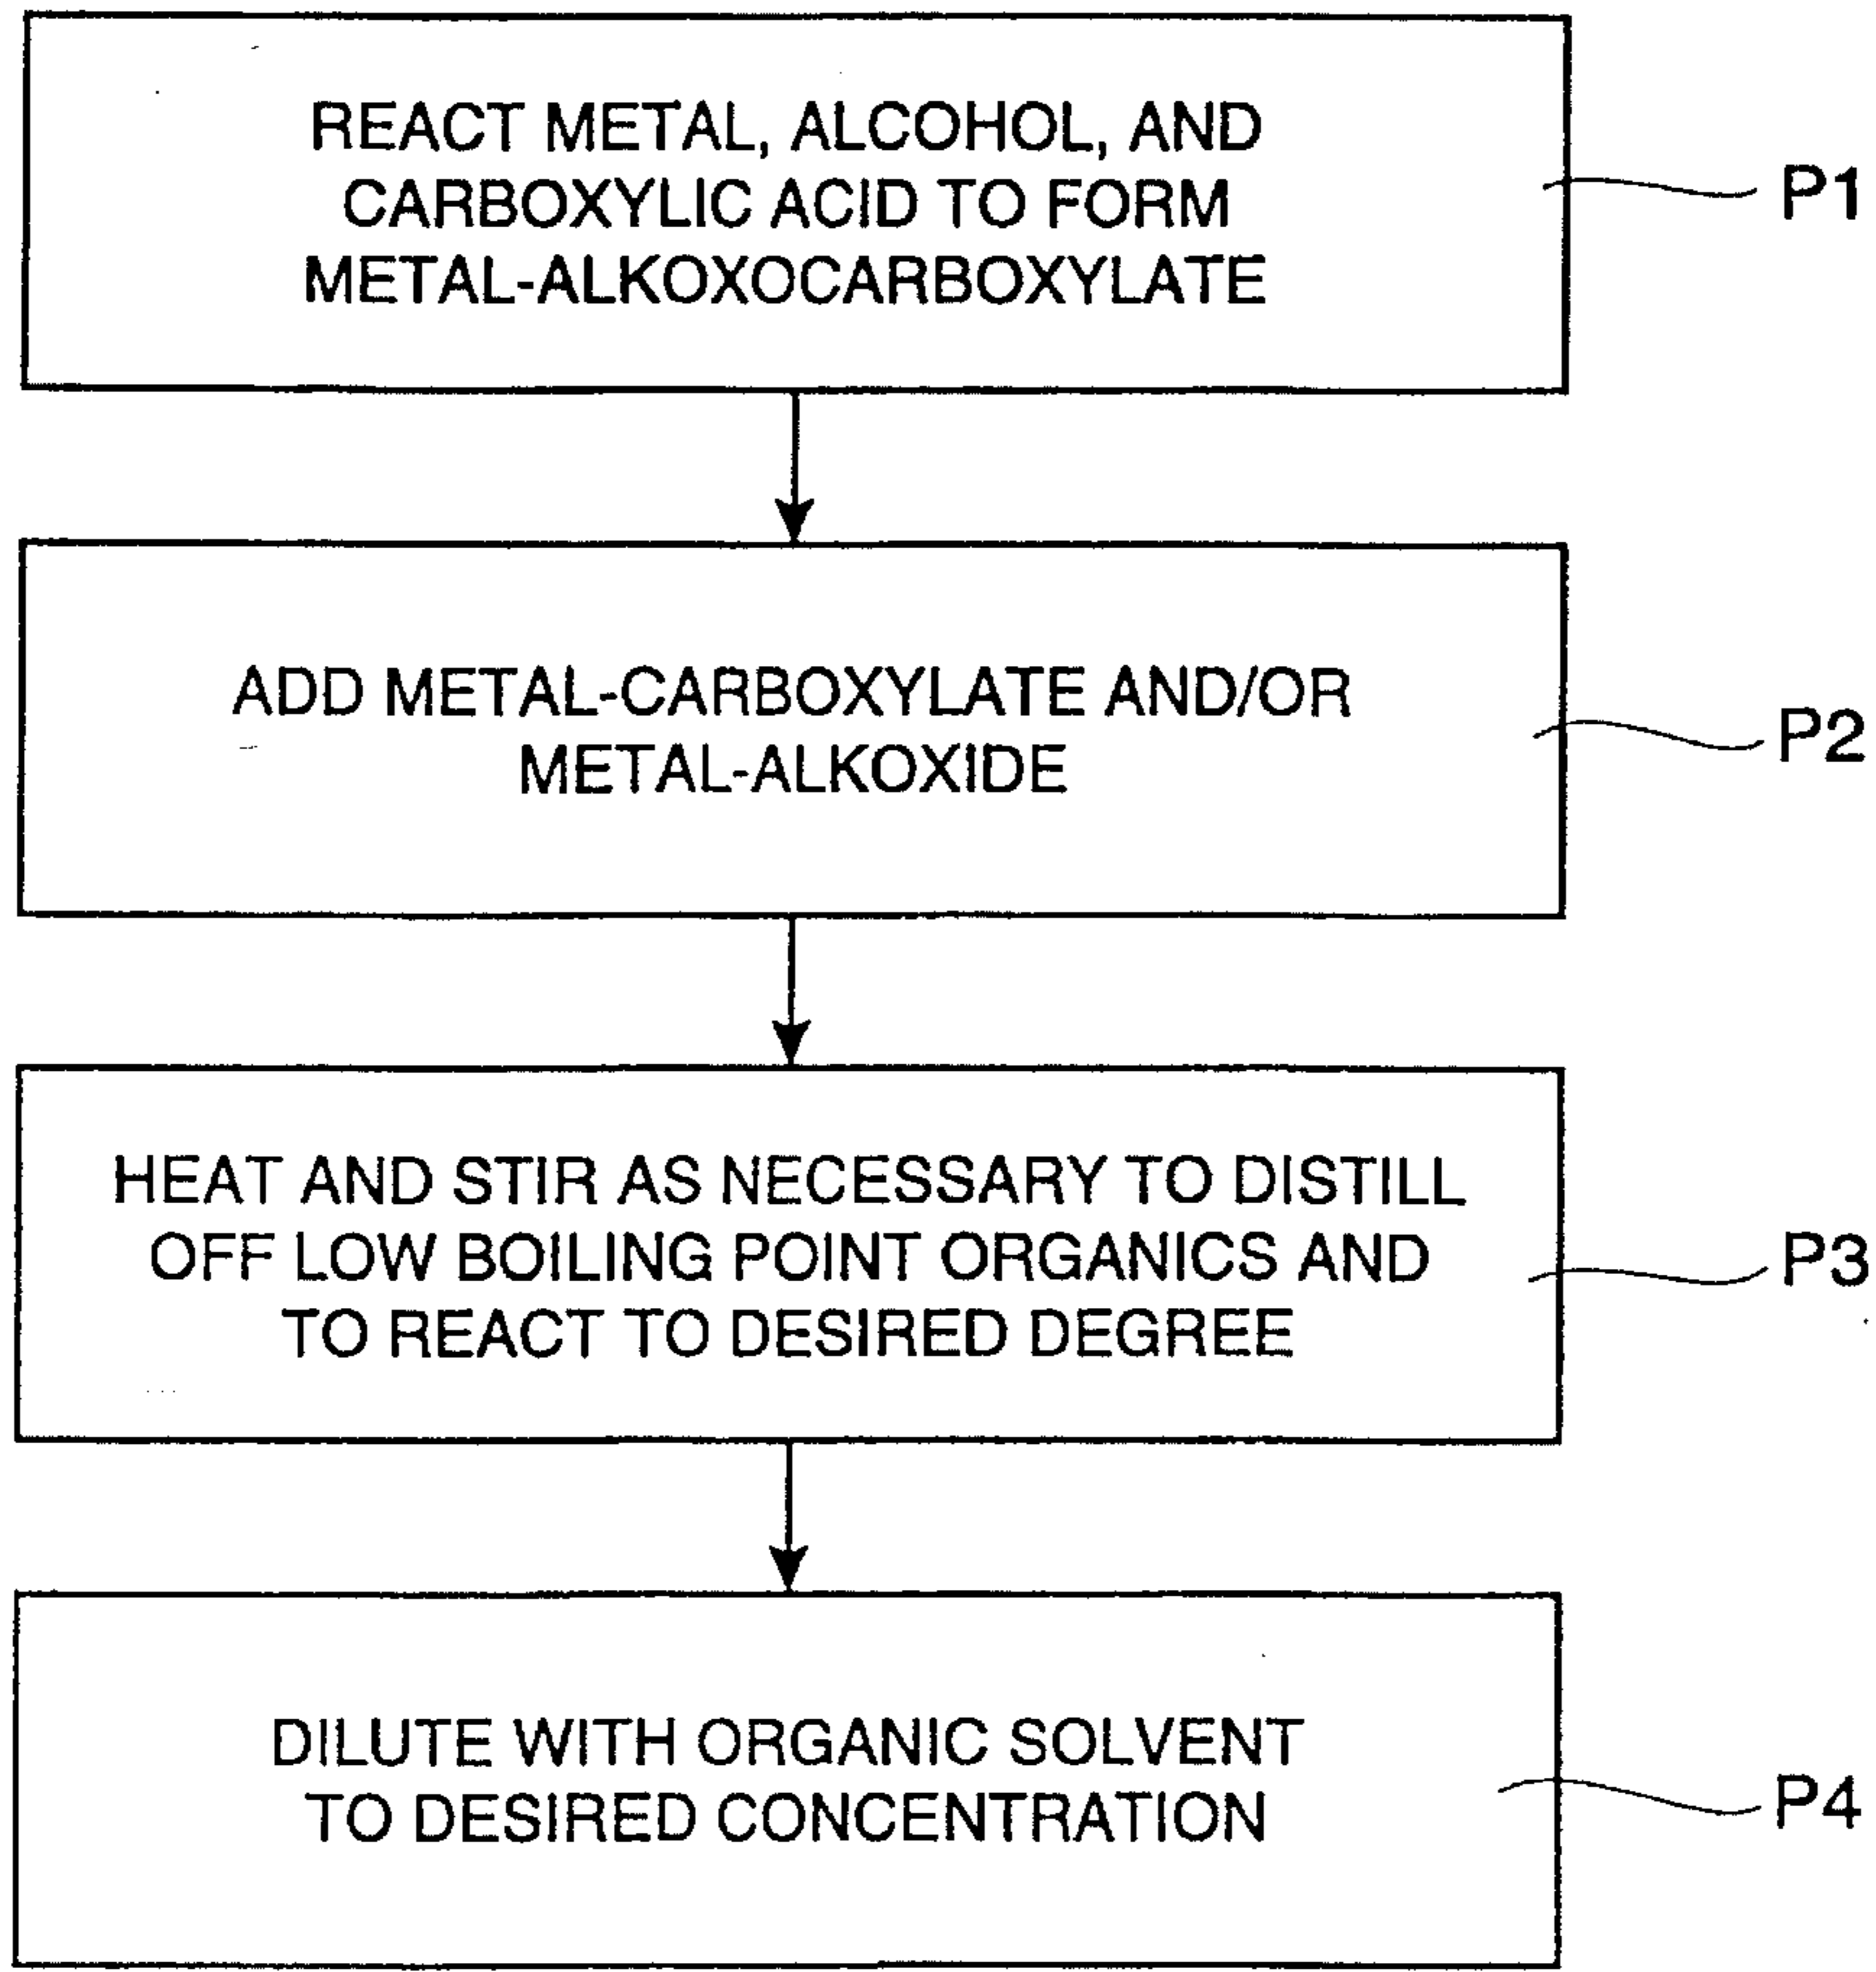 REACT METAL, ALCOHOL, AND
CARBOXYLIC ACID TO FORM
METAL-ALKOXOCARBOXYLATE
P1
ADD METAL-CARBOXYLATE AND/OR
METAL-ALKOXIDE
P2
HEAT AND STIR AS NECESSARY TO DISTILL
OFF LOW BOILING POINT ORGANICS AND
TO REACT TO DESIRED DEGREE
P3
DILUTE WITH ORGANIC SOLVENT
TO DESIRED CONCENTRATION
P4